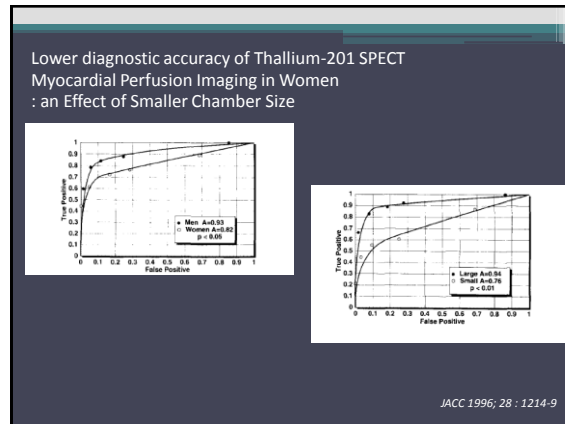 Lower diagnostic accuracy of Thallium-201 SPECT
Myocardial Perfusion Imaging in Women
: an Effect of Smaller Chamber Size
True Positive
1
0.9
0.8
0.7
0.6
0.5
0.4
0.3
0.2
0.1
0
Men A=0.93
Women A=0.82
p < 0.05
0 0.1 0.2 0.3 0.4 0.5 0.6 0.7 0.8 0.9 1
False Positive
True Positive
1
0.9
0.8
0.7
0.6
0.5
0.4
0.3
0.2
0.1
0
Large A=0.94
Small A=0.76
p < 0.01
0 0.1 0.2 0.3 0.4 0.5 0.6 0.7 0.8 0.9 1
False Positive
JACC 1996; 28 : 1214-9